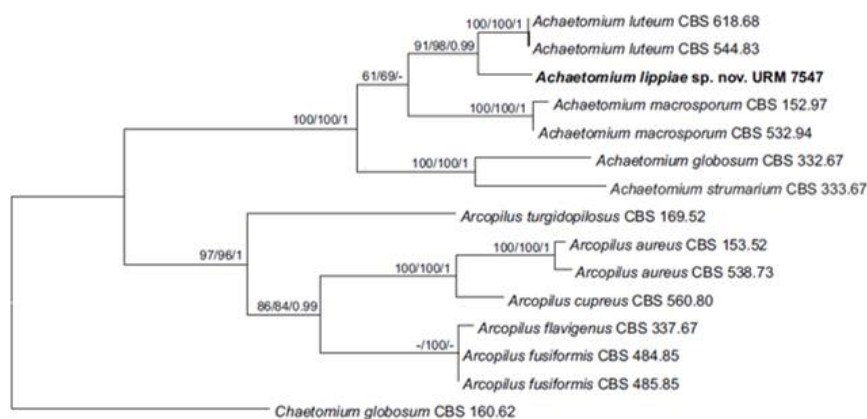 100/100/1
Achaetomium luteum CBS 618.68
91/98/0.99
Achaetomium luteum CBS 544.83
61/69/-
Achaetomium lippiae sp. nov. URM 7547
100/100/1
Achaetomium macrosporum CBS 152.97
100/100/1
Achaetomium macrosporum CBS 532.94
100/100/1
Achaetomium globosum CBS 332.67
Achaetomium strumarium CBS 333.67
Arcopilus turgidopilosus CBS 169.52
97/96/1
100/100/1
Arcopilus aureus CBS 153.52
100/100/1
Arcopilus aureus CBS 538.73
86/84/0.99
Arcopilus cupreus CBS 560.80
Arcopilus flavigenus CBS 337.67
-/100/-
Arcopilus fusiformis CBS 484.85
Arcopilus fusiformis CBS 485.85
Chaetomium globosum CBS 160.62